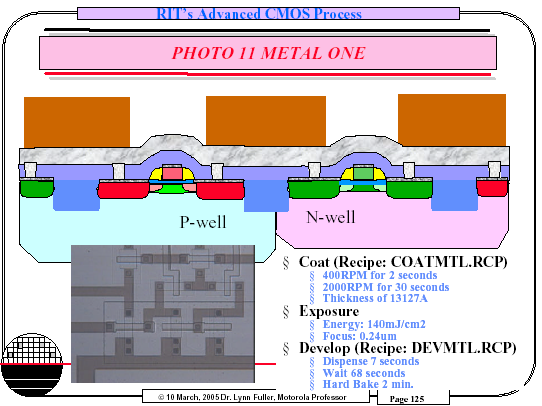 RIT's Advanced CMOS Process
PHOTO 11 METAL ONE
P-well
N-well
§ Coat (Recipe: COATMTL.RCP)
§ 400RPM for 2 seconds
§ 2000RPM for 30 seconds
§ Thickness of 13127A
§ Exposure
§ Energy: 140mJ/cm2
§ Focus: 0.24um
§ Develop (Recipe: DEVMTL.RCP)
§ Dispense 7 seconds
§ Wait 68 seconds
§ Hard Bake 2 min.
© 10 March, 2005 Dr. Lynn Fuller, Motorola Professor
Page 125